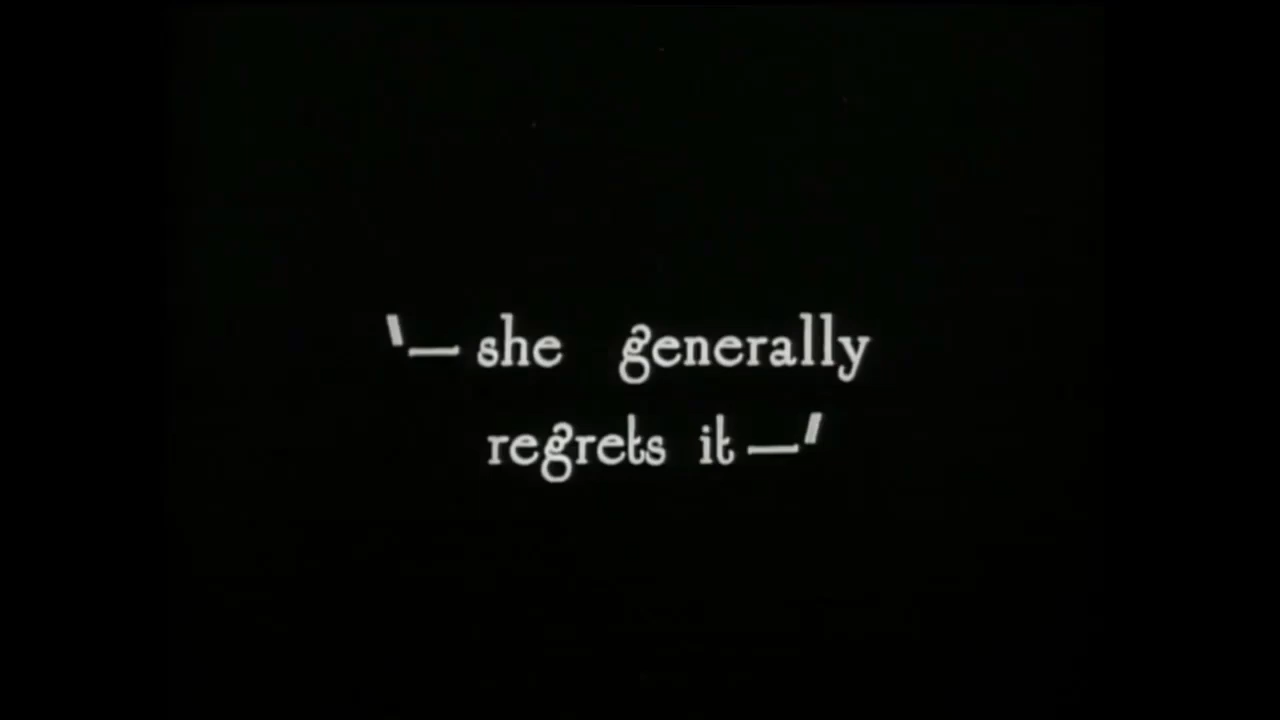 '— she generally
regrets it —'